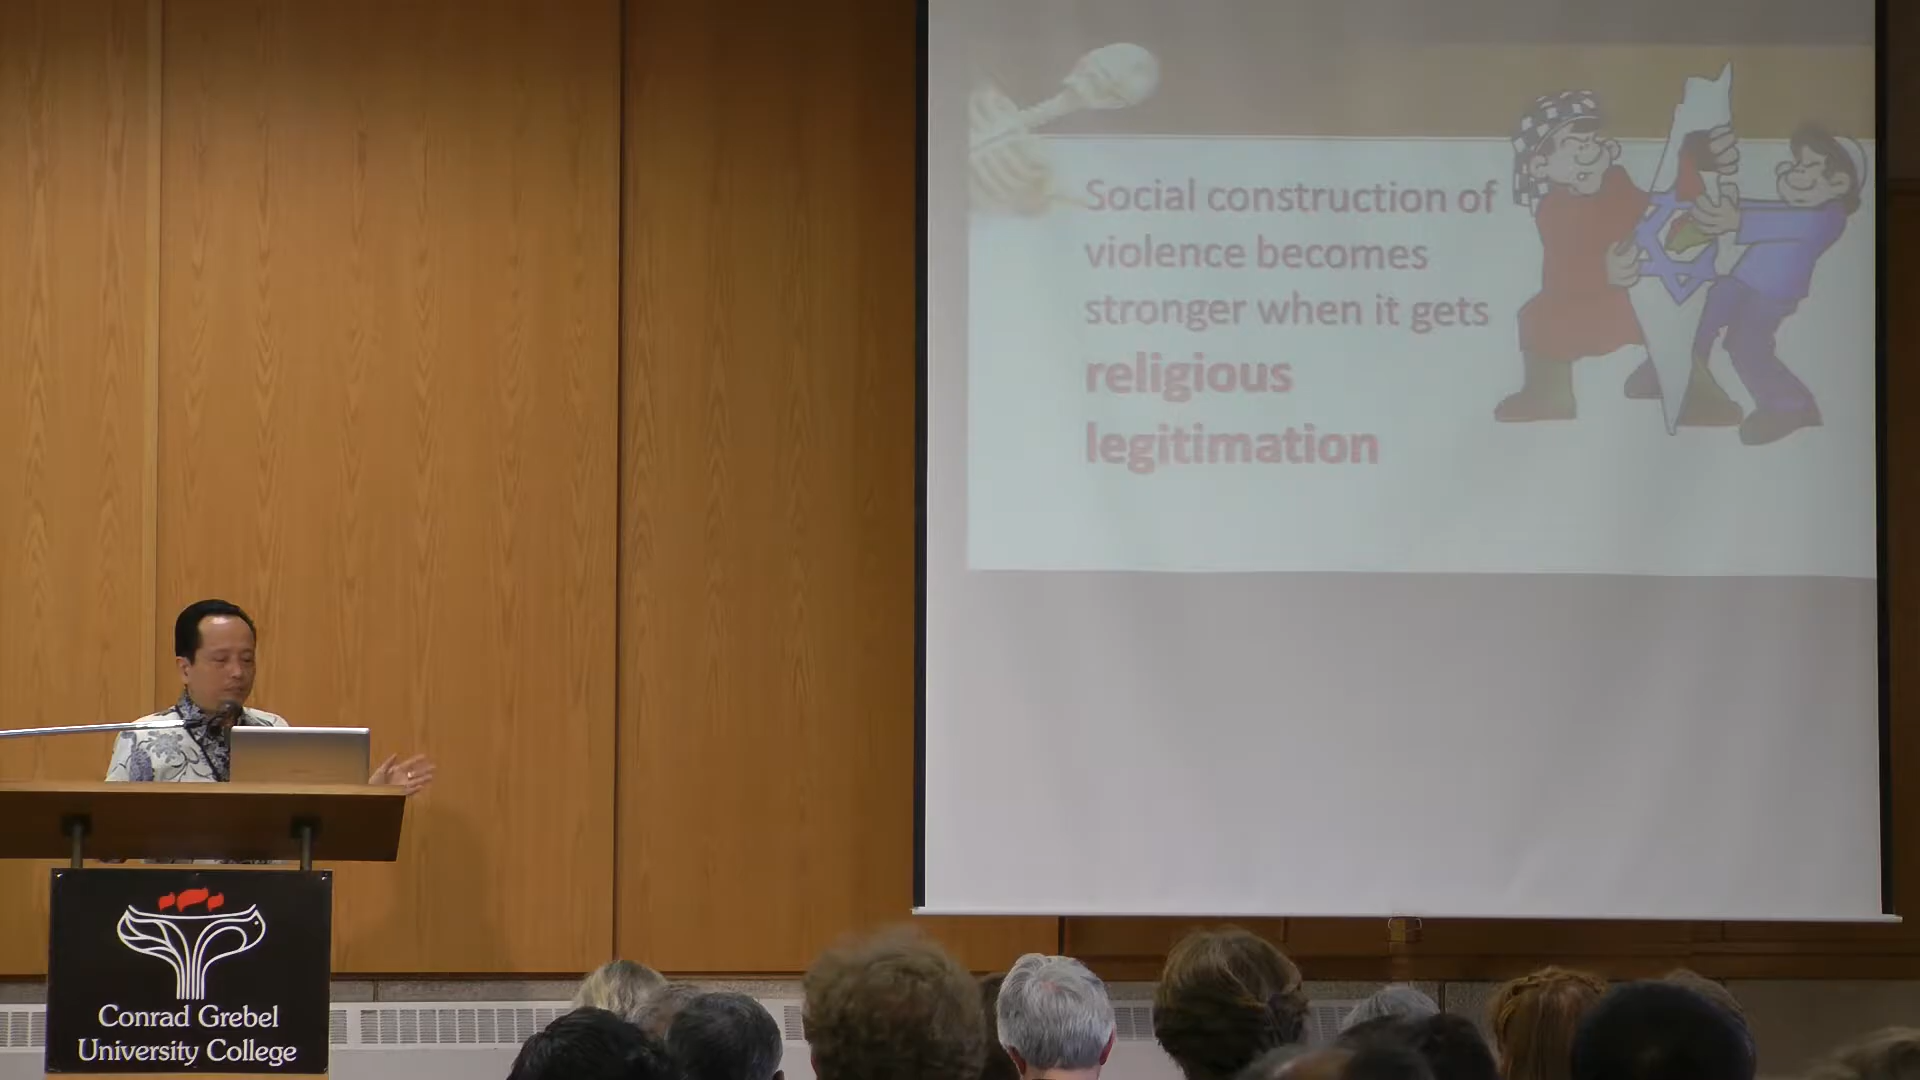 Social construction of
violence becomes
stronger when it gets
religious
legitimation
Conrad Grebel
University College